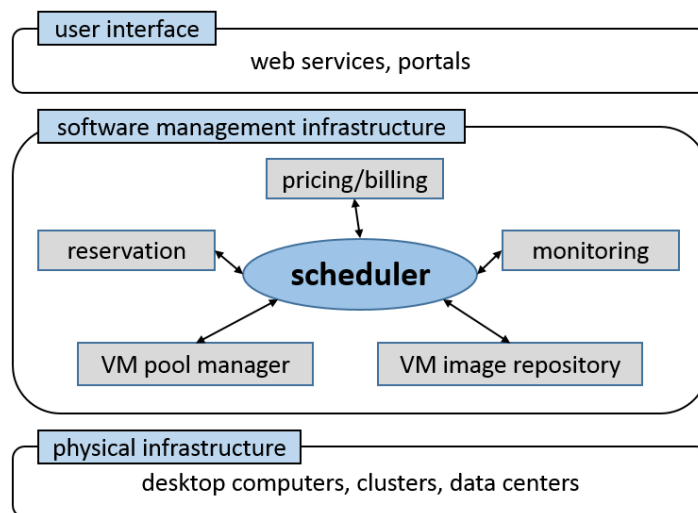 user interface
web services, portals
software management infrastructure
pricing/billing
reservation
scheduler
monitoring
VM pool manager
VM image repository
physical infrastructure
desktop computers, clusters, data centers